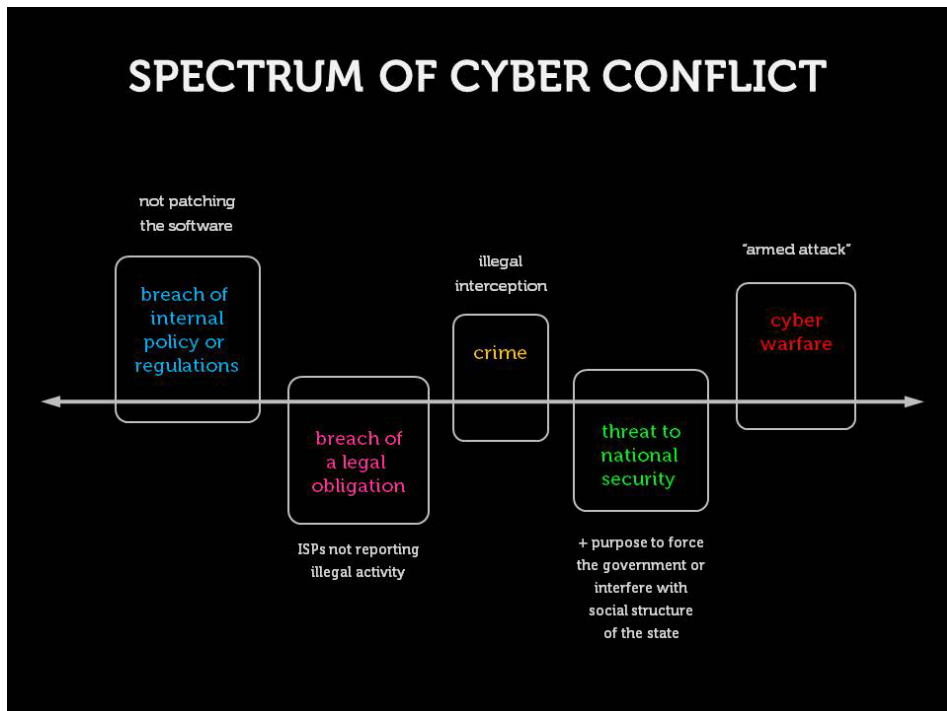 SPECTRUM OF CYBER CONFLICT
not patching
the software
breach of
internal
policy or
regulations
breach of
a legal
obligation
ISPs not reporting
illegal activity
illegal
interception
crime
threat to
national
security
+ purpose to force
the government or
interfere with
social structure
of the state
"armed attack"
cyber
warfare